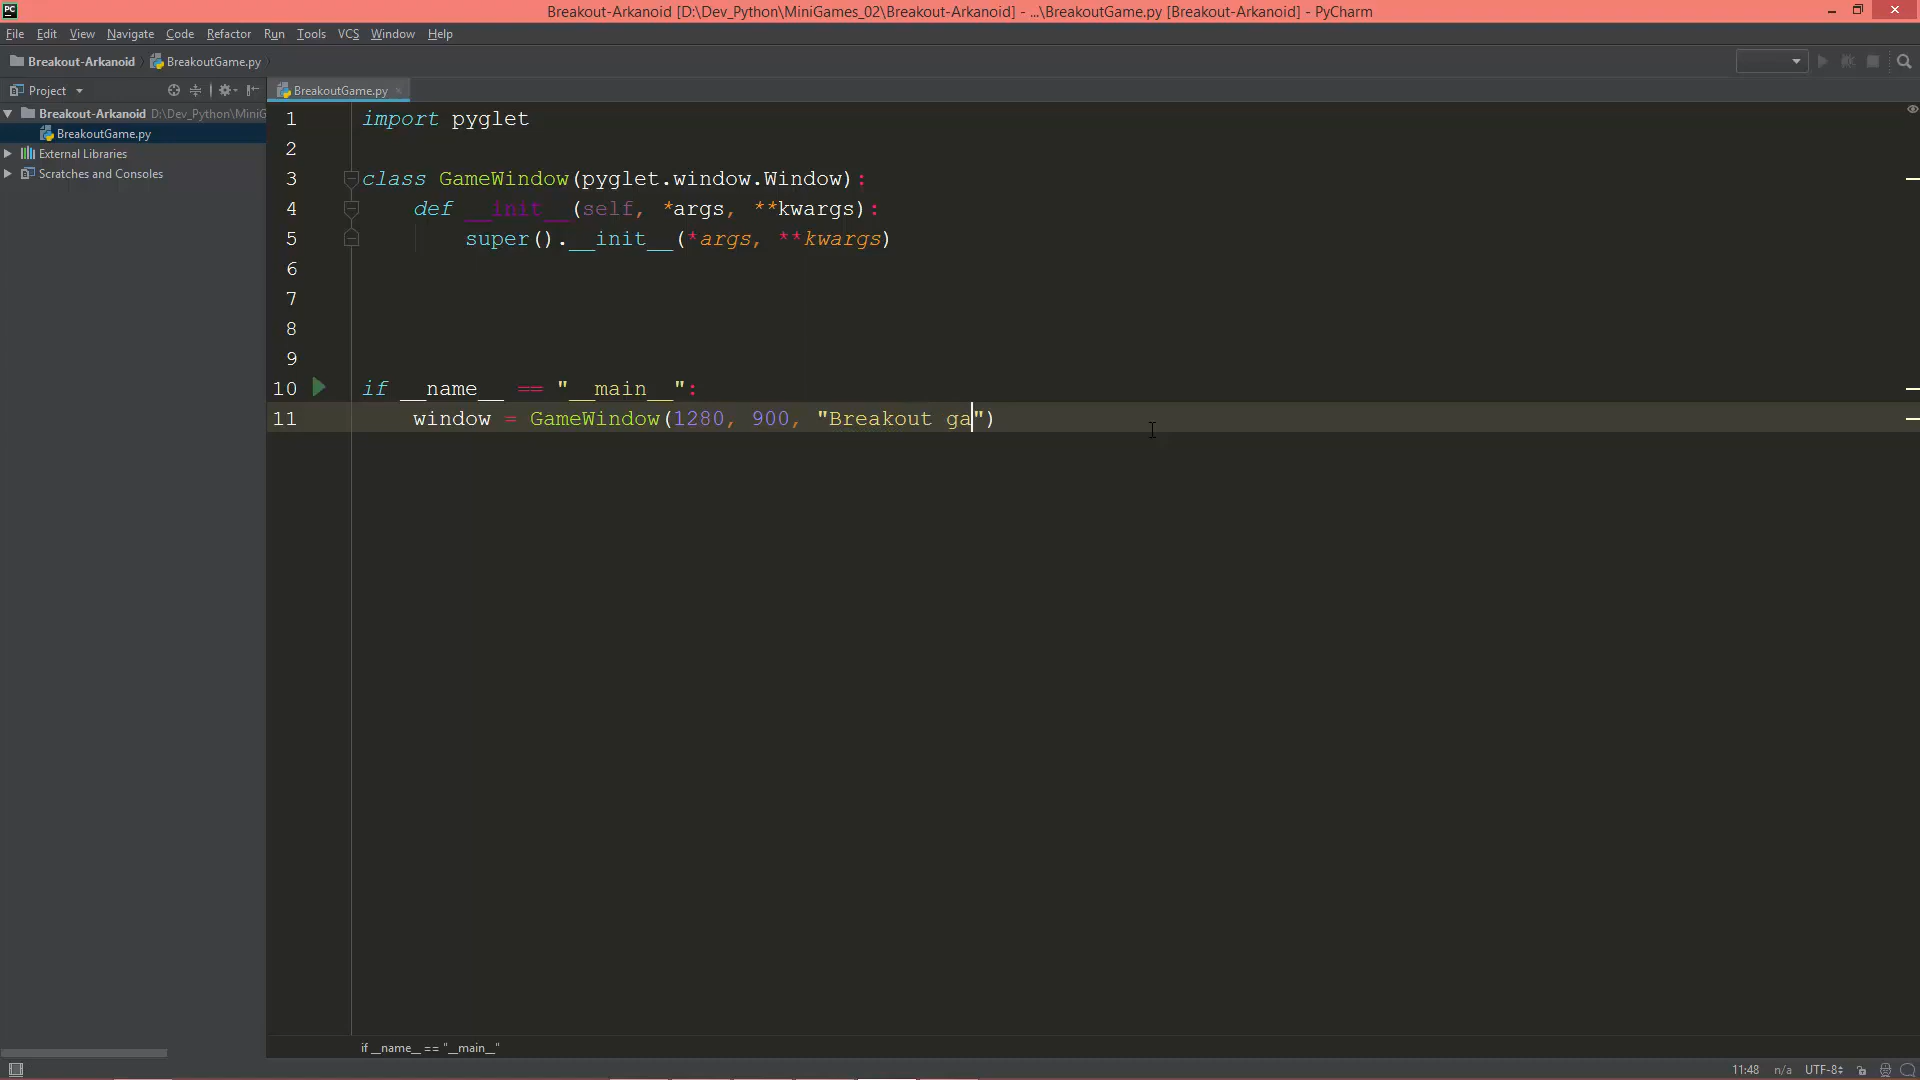 Breakout-Arkanoid [D:\Dev_Python\MiniGames_02\Breakout-Arkanoid] - ...\BreakoutGame.py [Breakout-Arkanoid] - PyCharm
File Edit View Navigate Code Refactor Run Tools VCS Window Help
Breakout-Arkanoid BreakoutGame.py
Project
BreakoutGame.py
Breakout-Arkanoid D:\Dev_Python\MiniG
BreakoutGame.py
External Libraries
Scratches and Consoles
1 import pyglet
2
3 class GameWindow(pyglet.window.Window):
4 def __init__(self, *args, **kwargs):
5 super().__init__(*args, **kwargs)
6
7
8
9
10 if __name__ == "__main__":
11 window = GameWindow(1280, 900, "Breakout ga")
if __name__ == "__main__"
11:48 n/a UTF-8